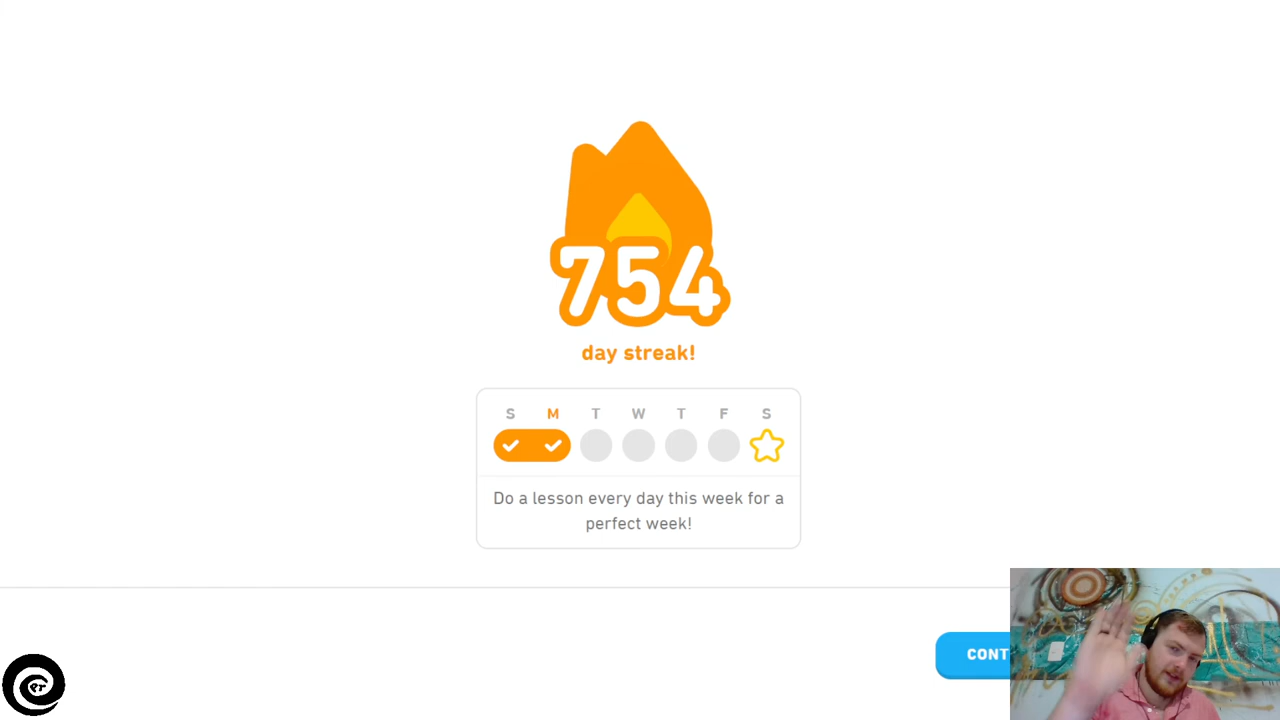 754
day streak!
S M T W T F S
Do a lesson every day this week for a
perfect week!
CONT